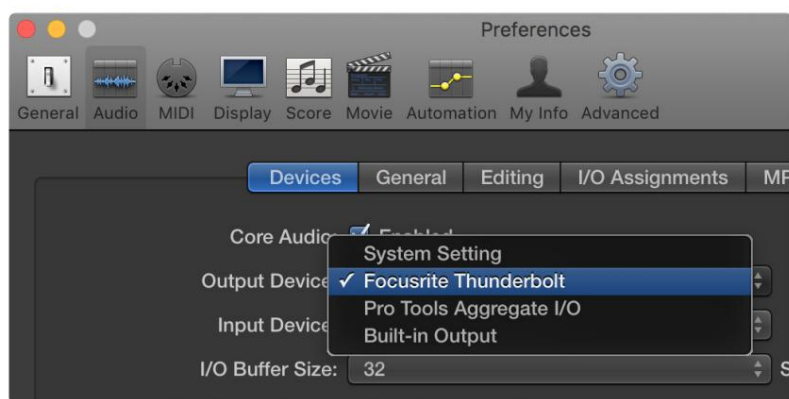 Preferences
General Audio MIDI Display Score Movie Automation My Info Advanced
Devices General Editing I/O Assignments
Core Audio:
System Setting
Output Device ✓ Focusrite Thunderbolt
Pro Tools Aggregate I/O
Input Device
Built-in Output
I/O Buffer Size: 32